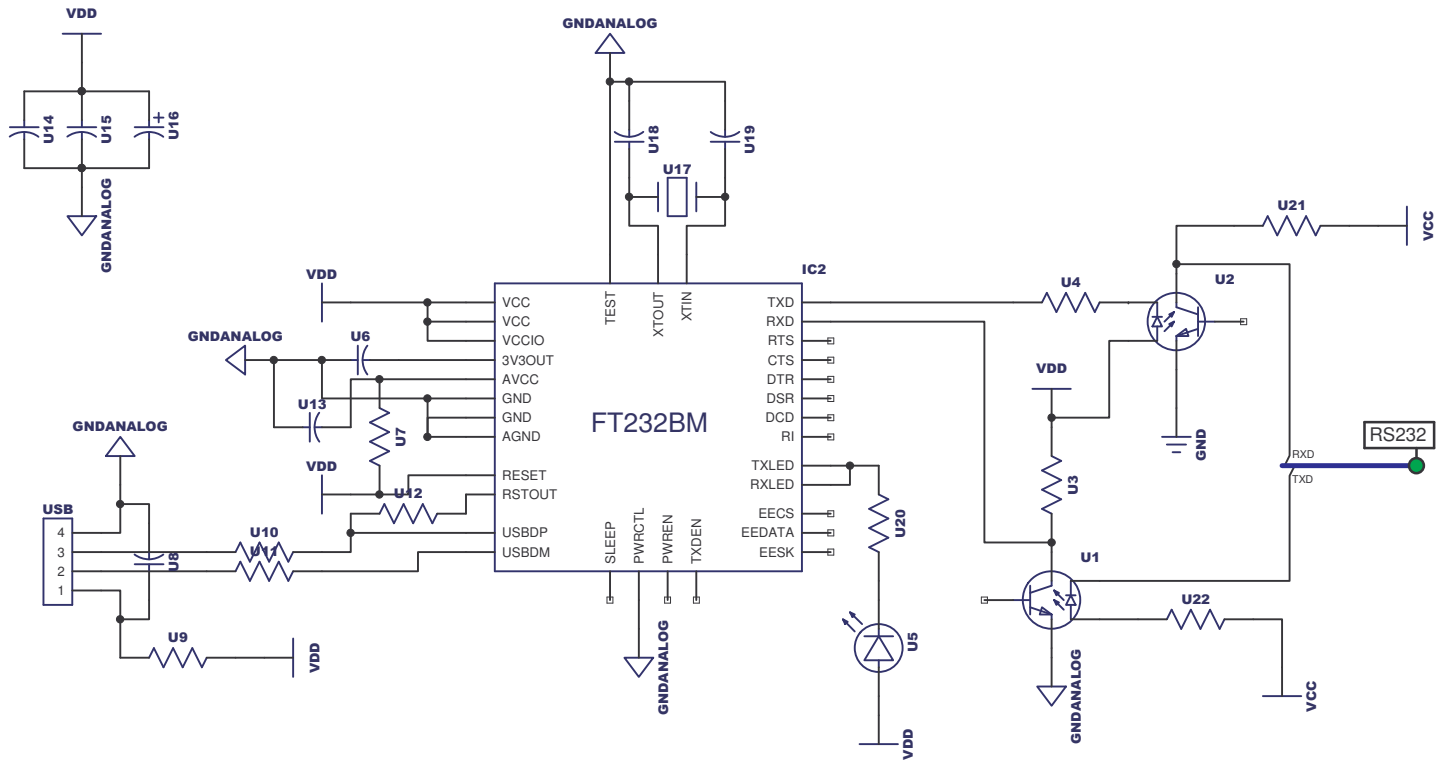 VDD
U14
U15
+
U16
GNDANALOG
GNDANALOG
U18
U19
U17
VDD
GNDANALOG
U6
U13
U7
VDD
U12
GNDANALOG
USB
4
3
2
1
U10
U11
U8
U9
VDD
IC2
FT232BM
TEST
XTOUT
XTIN
VCC
VCC
VCCIO
3V3OUT
AVCC
GND
GND
AGND
RESET
RSTOUT
USBDP
USBDM
TXD
RXD
RTS
CTS
DTR
DSR
DCD
RI
TXLED
RXLED
EECS
EEDATA
EESK
SLEEP
PWRCTL
PWREN
TXDEN
GNDANALOG
U20
U5
VDD
U4
U2
U21
VCC
GND
VDD
U3
U1
GNDANALOG
U22
VCC
RXD
TXD
RS232